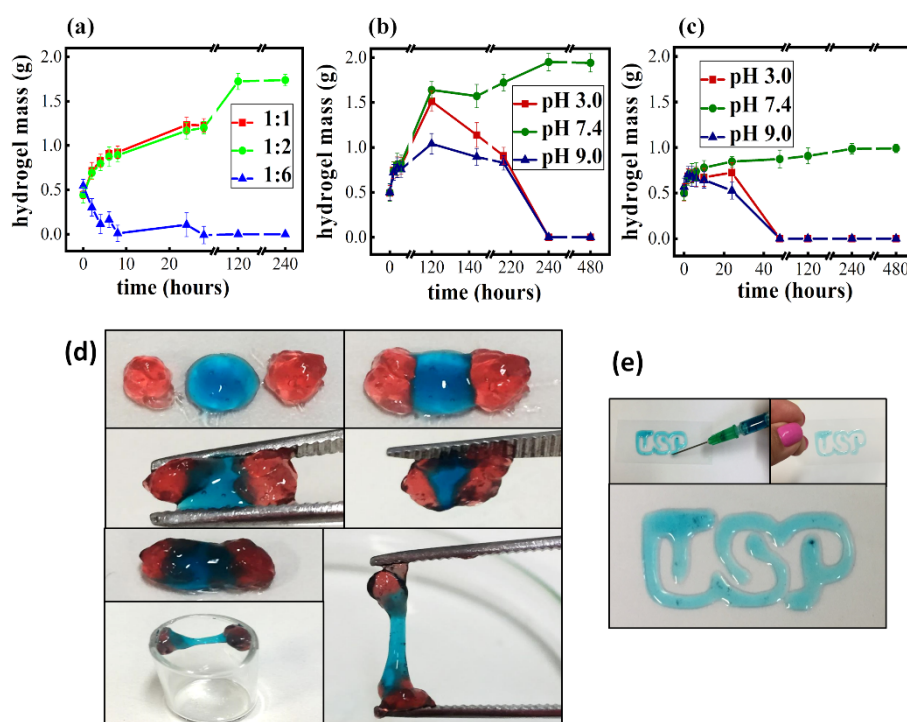 (a)
2.0
1.5
1.0
0.5
0.0
hydrogel mass (g)
1:1
1:2
1:6
0 10 20 120 240
time (hours)
(b)
2.0
1.5
1.0
0.5
0.0
hydrogel mass (g)
pH 3.0
pH 7.4
pH 9.0
0 120 140 220 240 480
time (hours)
(c)
2.0
1.5
1.0
0.5
0.0
hydrogel mass (g)
pH 3.0
pH 7.4
pH 9.0
0 20 40 120 240 480
time (hours)
(d)
(e)
USP
USP
USP